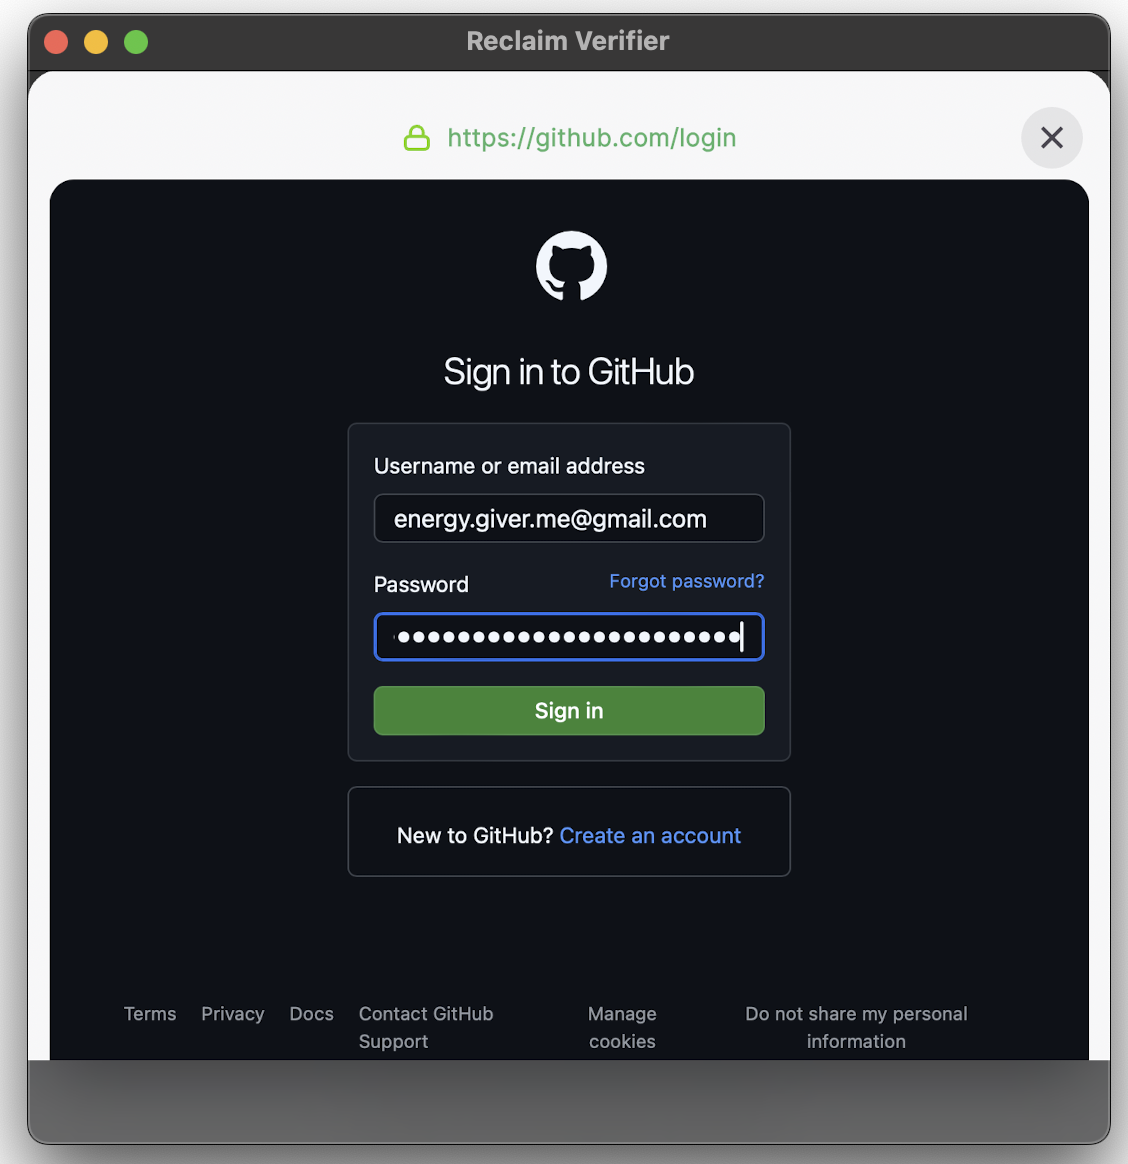 Reclaim Verifier
https://github.com/login
Sign in to GitHub
Username or email address
energy.giver.me@gmail.com
Password Forgot password?
●●●●●●●●●●●●●●●●●●●●●●●
Sign in
New to GitHub? Create an account
Terms Privacy Docs Contact GitHub Support Manage cookies Do not share my personal information